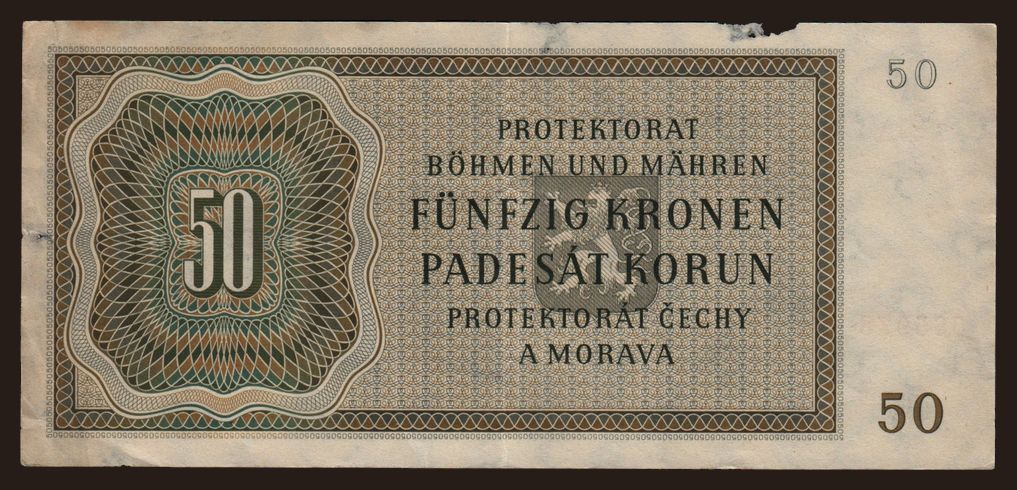 50
PROTEKTORAT
BÖHMEN UND MÄHREN
FÜNFZIG KRONEN
PADESÁT KORUN
PROTEKTORÁT ČECHY
A MORAVA
50
50